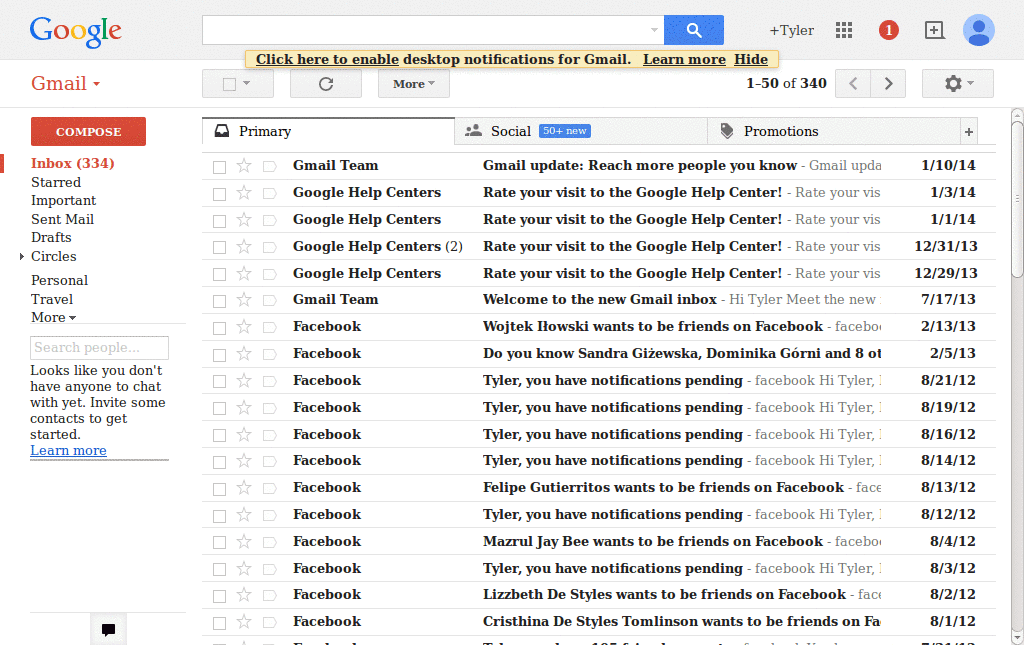 Google
+Tyler
1
Click here to enable desktop notifications for Gmail. Learn more Hide
Gmail
More
1–50 of 340
COMPOSE
Inbox (334)
Starred
Important
Sent Mail
Drafts
Circles
Personal
Travel
More
Search people...
Looks like you don't
have anyone to chat
with yet. Invite some
contacts to get
started.
Learn more
Primary
Social 50+ new
Promotions
Gmail Team Gmail update: Reach more people you know - Gmail upda 1/10/14
Google Help Centers Rate your visit to the Google Help Center! - Rate your vis 1/3/14
Google Help Centers Rate your visit to the Google Help Center! - Rate your vis 1/1/14
Google Help Centers (2) Rate your visit to the Google Help Center! - Rate your vis 12/31/13
Google Help Centers Rate your visit to the Google Help Center! - Rate your vis 12/29/13
Gmail Team Welcome to the new Gmail inbox - Hi Tyler Meet the new 7/17/13
Facebook Wojtek Iłowski wants to be friends on Facebook - facebo 2/13/13
Facebook Do you know Sandra Giżewska, Dominika Górni and 8 ot 2/5/13
Facebook Tyler, you have notifications pending - facebook Hi Tyler, 8/21/12
Facebook Tyler, you have notifications pending - facebook Hi Tyler, 8/19/12
Facebook Tyler, you have notifications pending - facebook Hi Tyler, 8/16/12
Facebook Tyler, you have notifications pending - facebook Hi Tyler, 8/14/12
Facebook Felipe Gutierritos wants to be friends on Facebook - face 8/13/12
Facebook Tyler, you have notifications pending - facebook Hi Tyler, 8/12/12
Facebook Mazrul Jay Bee wants to be friends on Facebook - facebo 8/4/12
Facebook Tyler, you have notifications pending - facebook Hi Tyler, 8/3/12
Facebook Lizzbeth De Styles wants to be friends on Facebook - face 8/2/12
Facebook Cristhina De Styles Tomlinson wants to be friends on Fa 8/1/12